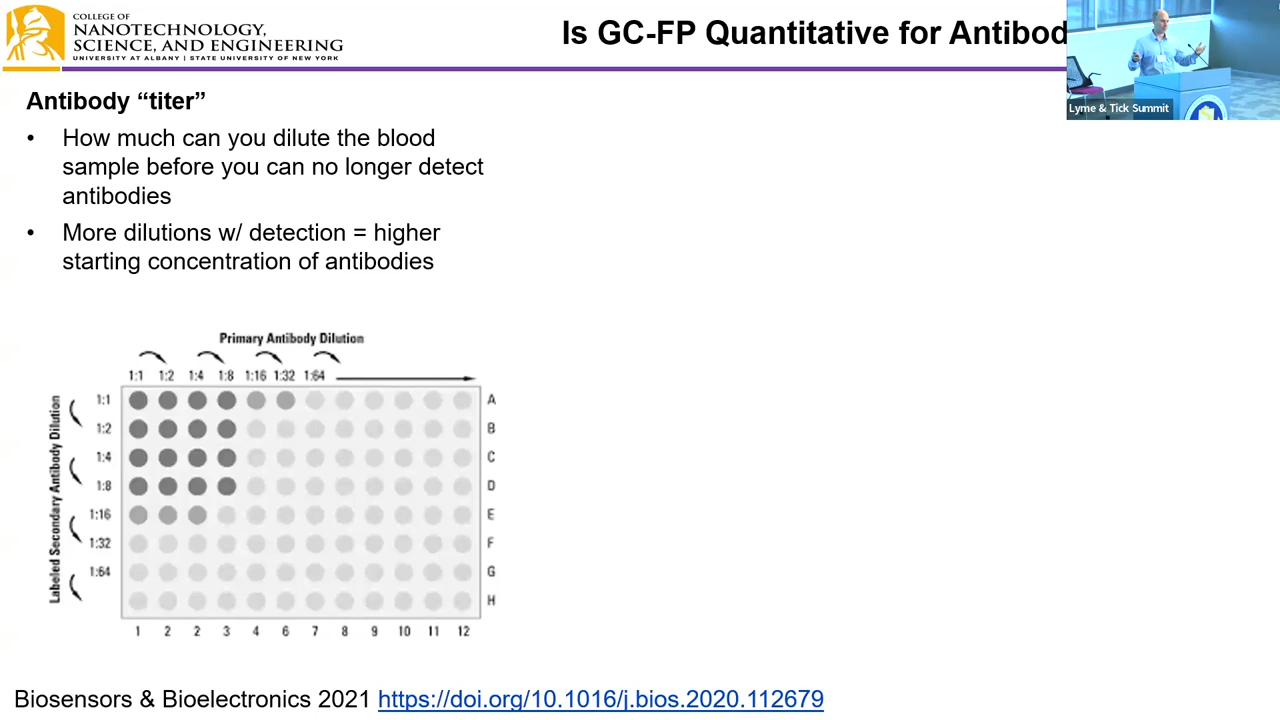 COLLEGE OF
NANOTECHNOLOGY,
SCIENCE, AND ENGINEERING
UNIVERSITY AT ALBANY | STATE UNIVERSITY OF NEW YORK
Is GC-FP Quantitative for Antibod
Lyme & Tick Summit
Antibody “titer”
• How much can you dilute the blood
sample before you can no longer detect
antibodies
• More dilutions w/ detection = higher
starting concentration of antibodies
Primary Antibody Dilution
1:1 1:2 1:4 1:8 1:16 1:32 1:64
Labeled Secondary Antibody Dilution
1:1 A
1:2 B
1:4 C
1:8 D
1:16 E
1:32 F
1:64 G
H
1 2 2 3 4 6 7 8 9 10 11 12
Biosensors & Bioelectronics 2021 https://doi.org/10.1016/j.bios.2020.112679